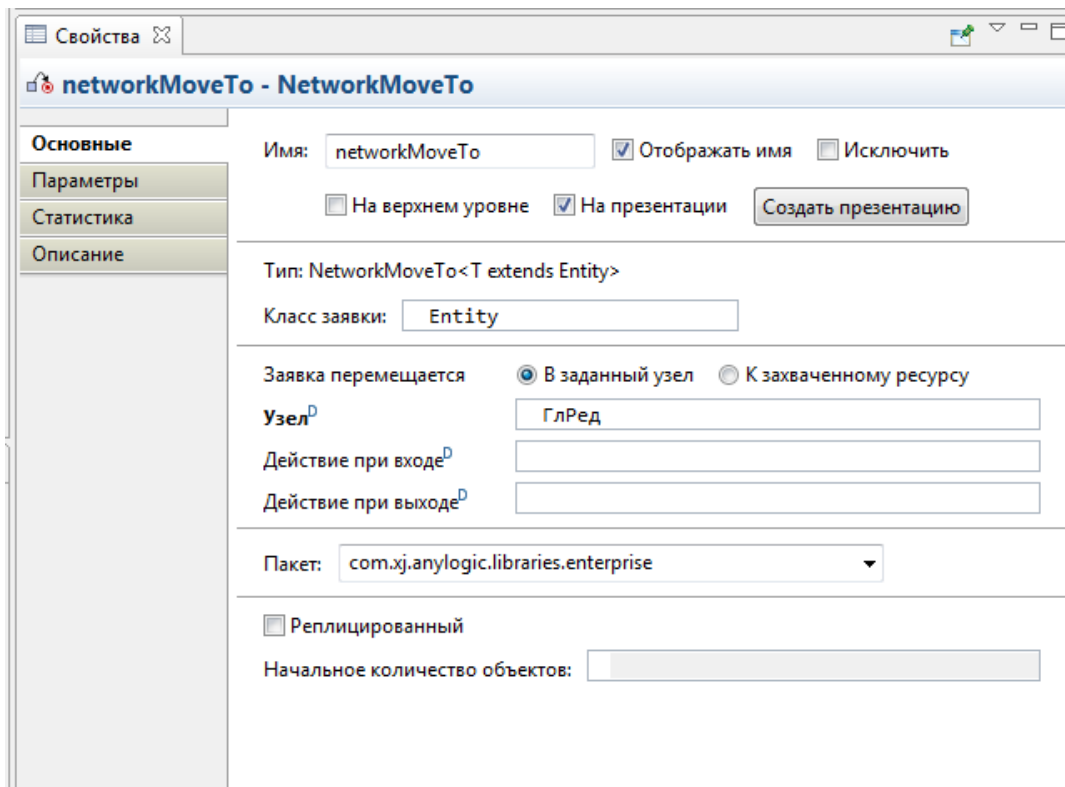 Свойства
networkMoveTo - NetworkMoveTo
Основные
Параметры
Статистика
Описание
Имя: networkMoveTo Отображать имя Исключить
На верхнем уровне На презентации Создать презентацию
Тип: NetworkMoveTo<T extends Entity>
Класс заявки: Entity
Заявка перемещается В заданный узел К захваченному ресурсу
Узел D ГлРед
Действие при входе D
Действие при выходе D
Пакет: com.xj.anylogic.libraries.enterprise
Реплицированный
Начальное количество объектов: